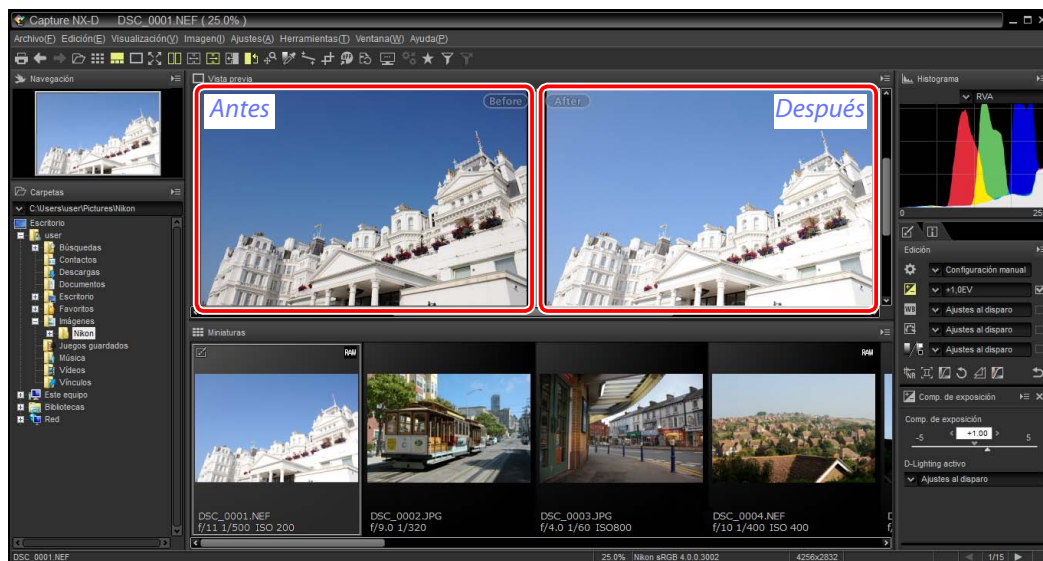 Capture NX-D DSC_0001.NEF ( 25.0% )
Archivo(F) Edición(E) Visualización(V) Imagen(I) Ajustes(A) Herramientas(T) Ventana(W) Ayuda(P)
Navegación
Vista previa
Histograma
Antes
Before
After
Después
RVA
0
25
Carpetas
C:\Users\user\Pictures\Nikon
Escritorio
user
Búsquedas
Contactos
Descargas
Documentos
Escritorio
Favoritos
Imágenes
Nikon
Juegos guardados
Música
Vídeos
Vínculos
Este equipo
Bibliotecas
Red
Edición
Configuración manual
+1,0EV
WB
Ajustes al disparo
Ajustes al disparo
Ajustes al disparo
NR
Comp. de exposición
Comp. de exposición
-5
+1.00
5
D-Lighting activo
Ajustes al disparo
Miniaturas
RAW
RAW
DSC_0001.NEF
f/11 1/500 ISO 200
DSC_0002.JPG
f/9.0 1/320
DSC_0003.JPG
f/4.0 1/60 ISO800
DSC_0004.NEF
f/10 1/400 ISO 400
DSC_0001.NEF
25.0%
Nikon sRGB 4.0.0.3002
4256x2832
1/15